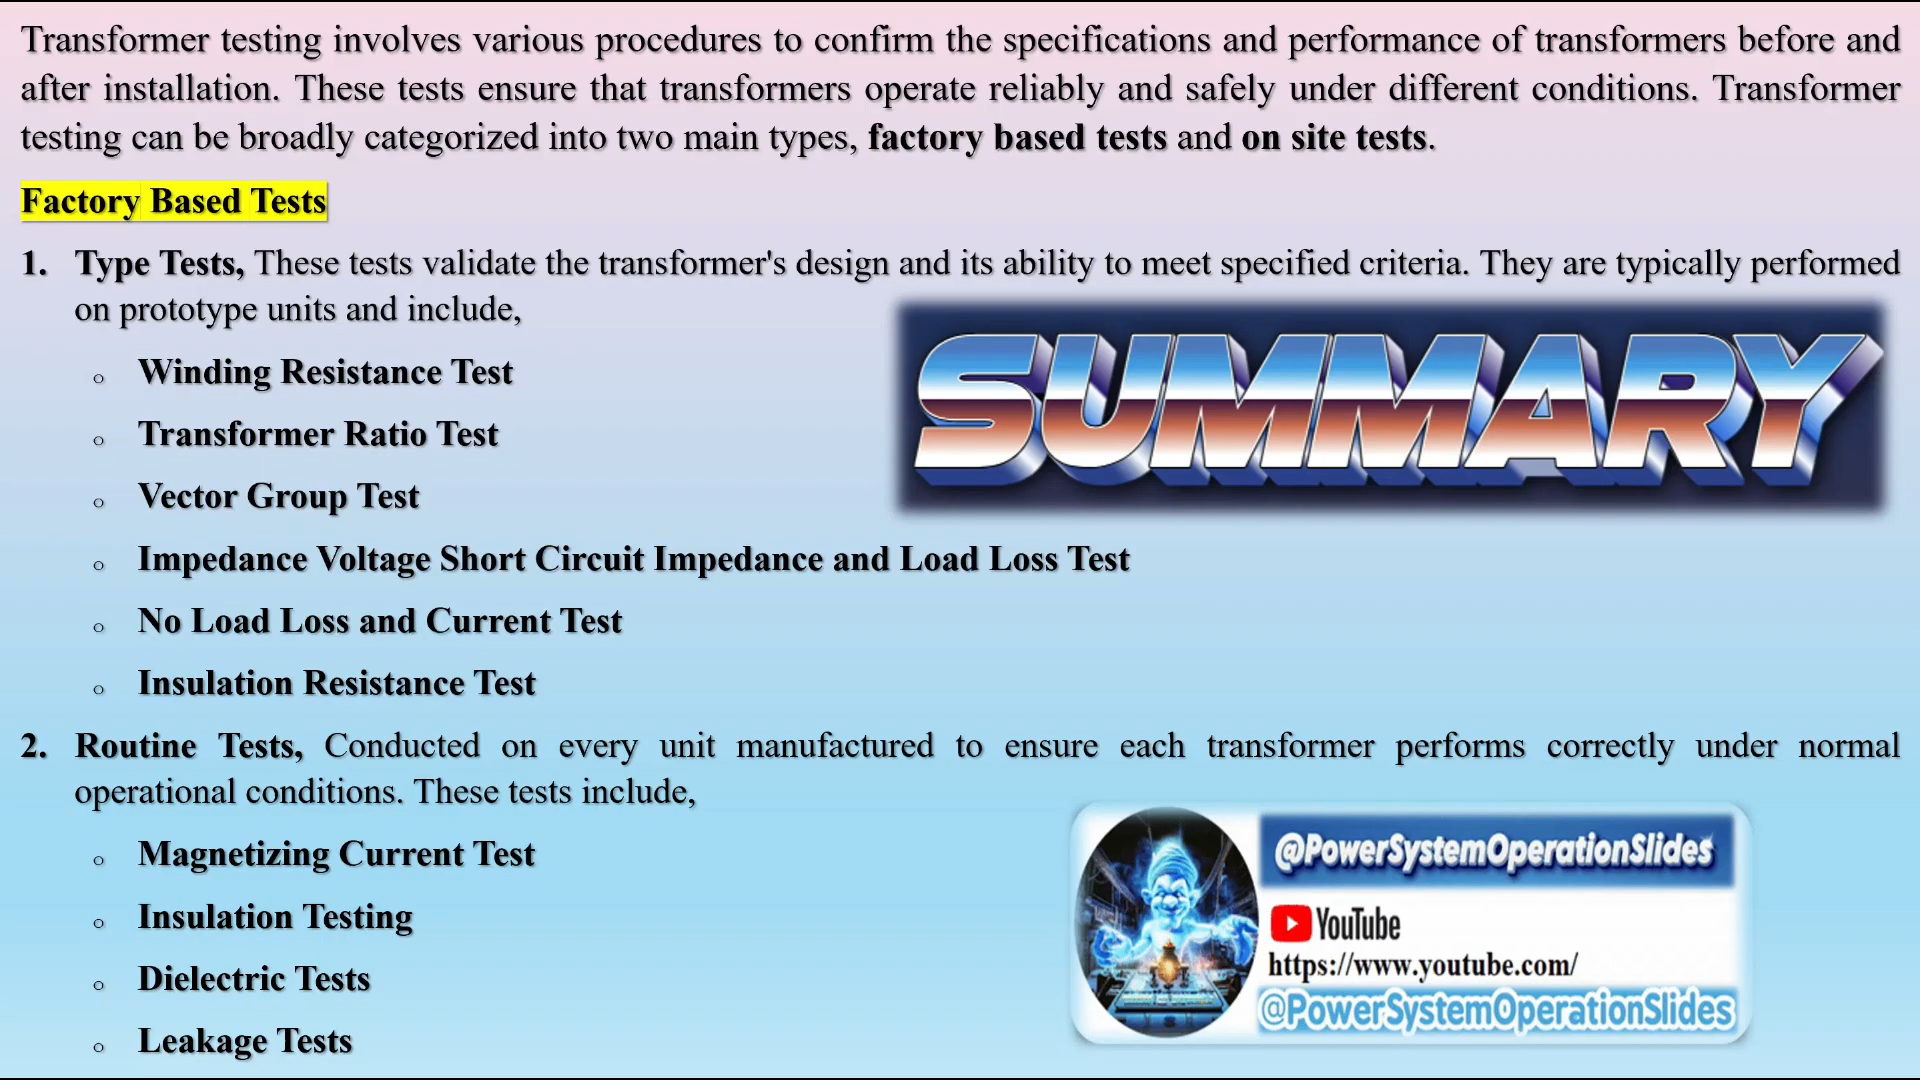 Transformer testing involves various procedures to confirm the specifications and performance of transformers before and
after installation. These tests ensure that transformers operate reliably and safely under different conditions. Transformer
testing can be broadly categorized into two main types, factory based tests and on site tests.
Factory Based Tests
1. Type Tests, These tests validate the transformer's design and its ability to meet specified criteria. They are typically performed
on prototype units and include,
SUMMARY
○ Winding Resistance Test
○ Transformer Ratio Test
○ Vector Group Test
○ Impedance Voltage Short Circuit Impedance and Load Loss Test
○ No Load Loss and Current Test
○ Insulation Resistance Test
2. Routine Tests, Conducted on every unit manufactured to ensure each transformer performs correctly under normal
operational conditions. These tests include,
○ Magnetizing Current Test
○ Insulation Testing
○ Dielectric Tests
○ Leakage Tests
@PowerSystemOperationSlides
YouTube
https://www.youtube.com/
@PowerSystemOperationSlides